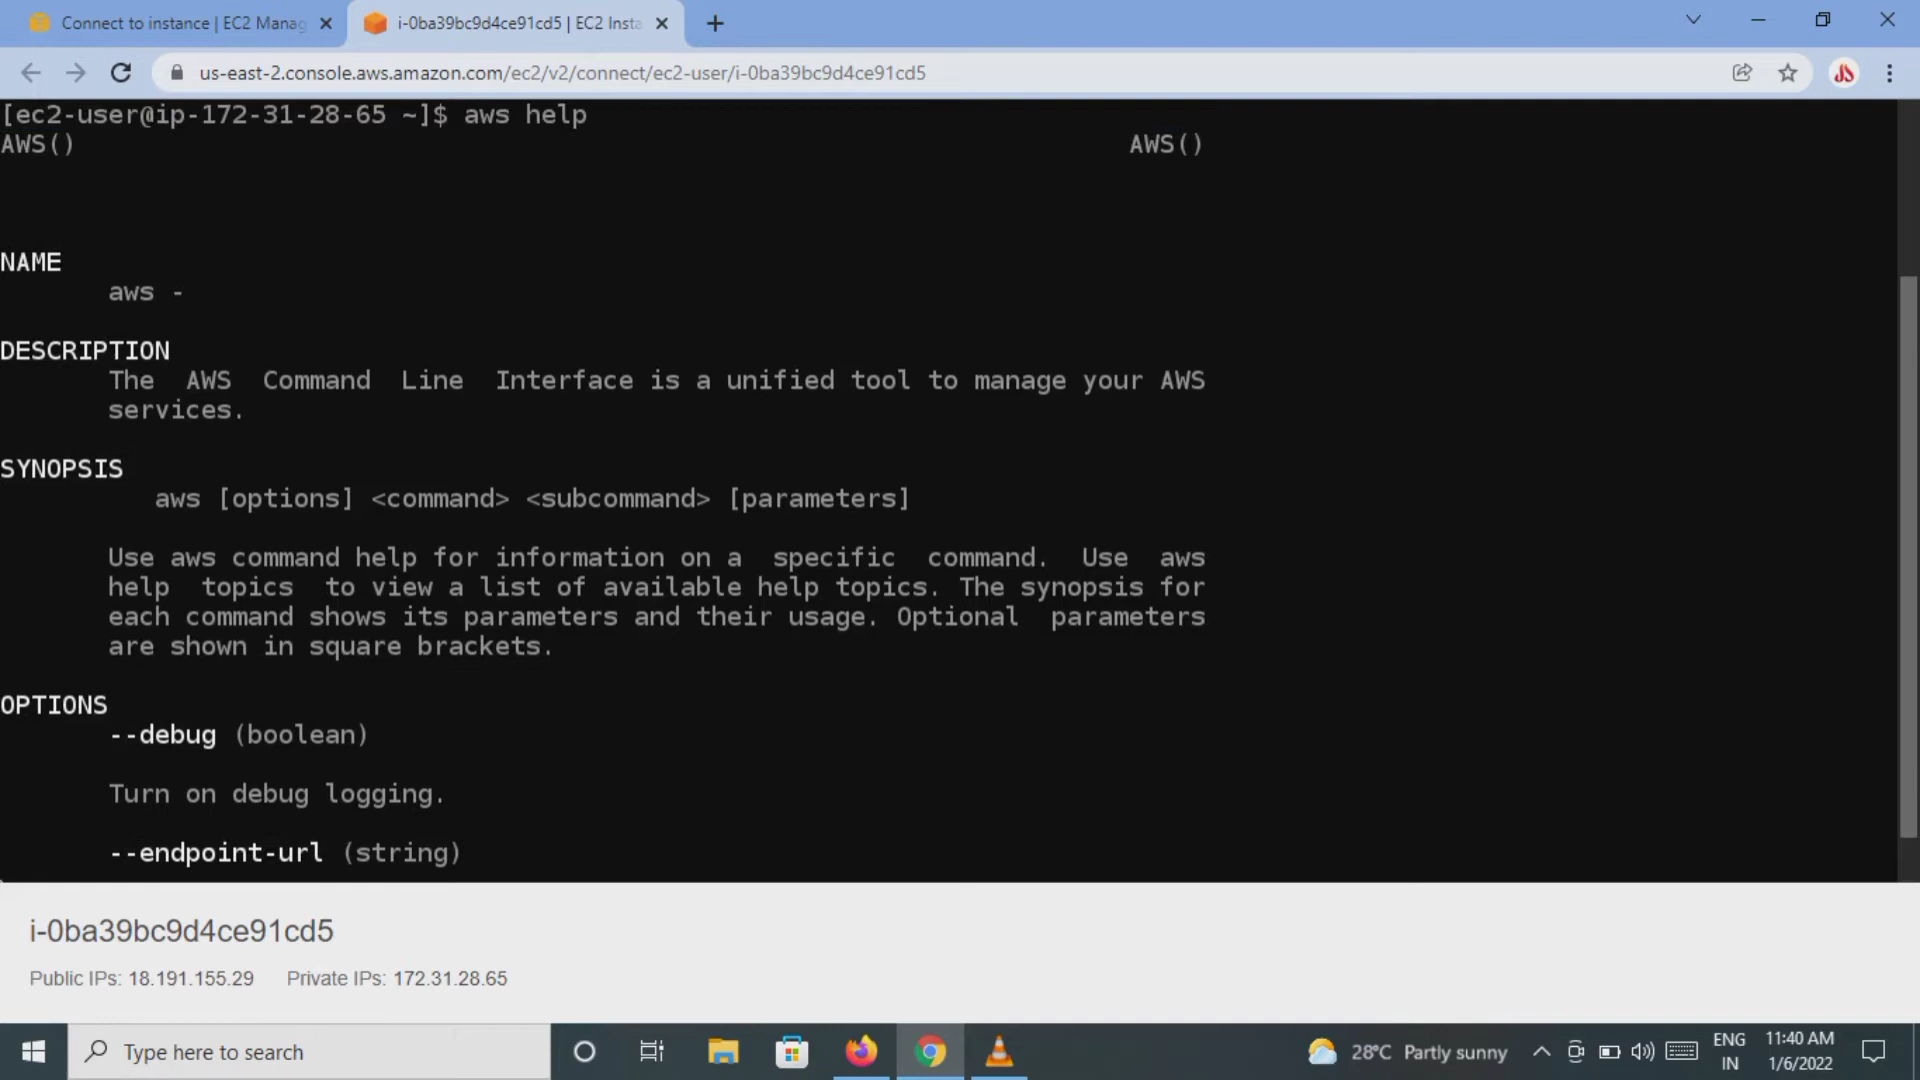 Connect to instance | EC2 Manag
i-0ba39bc9d4ce91cd5 | EC2 Insta
us-east-2.console.aws.amazon.com/ec2/v2/connect/ec2-user/i-0ba39bc9d4ce91cd5
[ec2-user@ip-172-31-28-65 ~]$ aws help
AWS() AWS()
NAME
aws -
DESCRIPTION
The AWS Command Line Interface is a unified tool to manage your AWS
services.
SYNOPSIS
aws [options] <command> <subcommand> [parameters]
Use aws command help for information on a specific command. Use aws
help topics to view a list of available help topics. The synopsis for
each command shows its parameters and their usage. Optional parameters
are shown in square brackets.
OPTIONS
--debug (boolean)
Turn on debug logging.
--endpoint-url (string)
i-0ba39bc9d4ce91cd5
Public IPs: 18.191.155.29 Private IPs: 172.31.28.65
Type here to search
28°C Partly sunny
ENG
IN
11:40 AM
1/6/2022